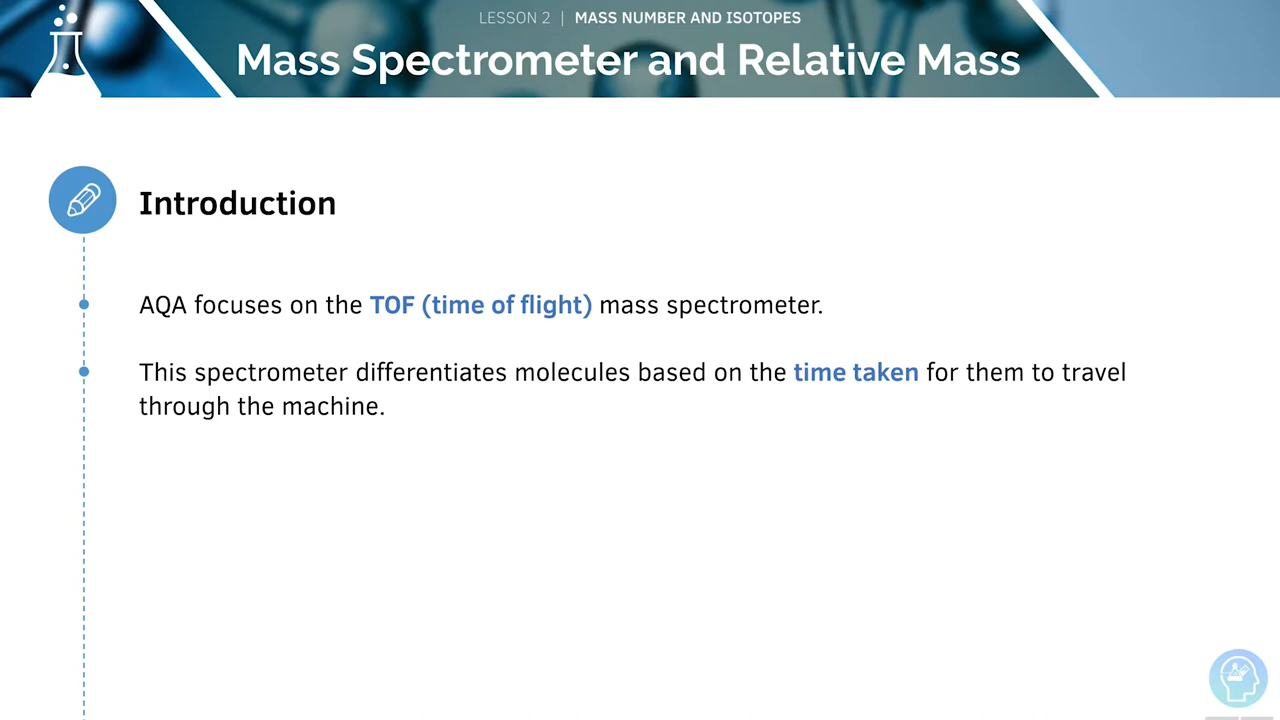 LESSON 2 | MASS NUMBER AND ISOTOPES
Mass Spectrometer and Relative Mass
Introduction
AQA focuses on the TOF (time of flight) mass spectrometer.
This spectrometer differentiates molecules based on the time taken for them to travel
through the machine.